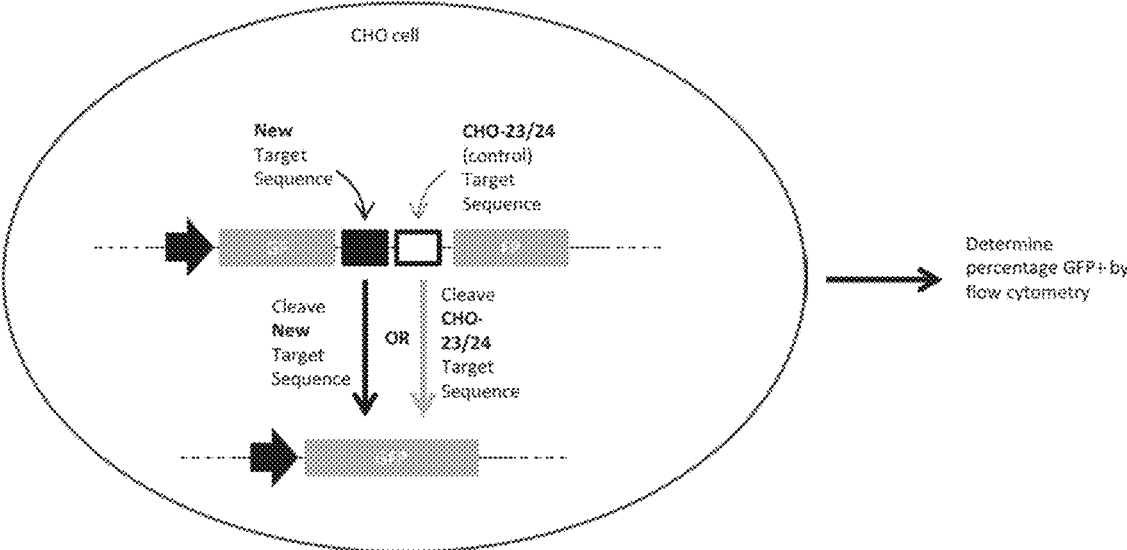 CHO cell
New
Target
Sequence
CHO-23/24
(control)
Target
Sequence
Cleave
New
Target
Sequence
OR
Cleave
CHO-
23/24
Target
Sequence
GFP
Determine
percentage GFP+ by
flow cytometry